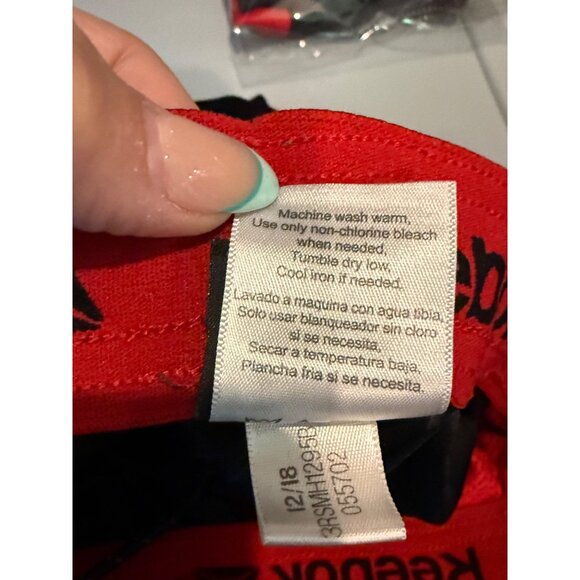 Machine wash warm,
Use only non-chlorine bleach
when needed.
Tumble dry low.
Cool iron if needed.
Lavado a maquina con agua tibia.
Solo usar blanqueador sin cloro
si se necesita.
Secar a temperatura baja.
Plancha fria si se necesita.
12/18
055702
Reebok